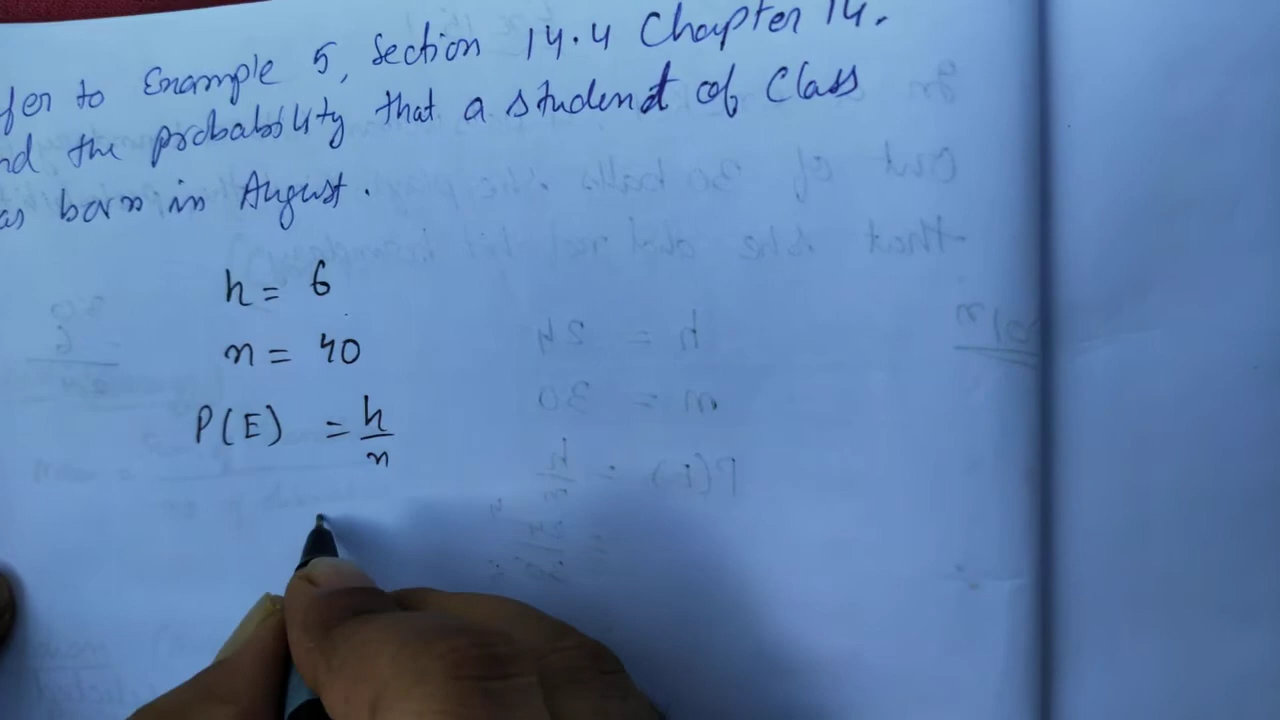 fer to Example 5, Section 14.4 Chapter 14.
nd the probability that a student of Class
as born in August.
h = 6
n = 40
P(E) = h/n